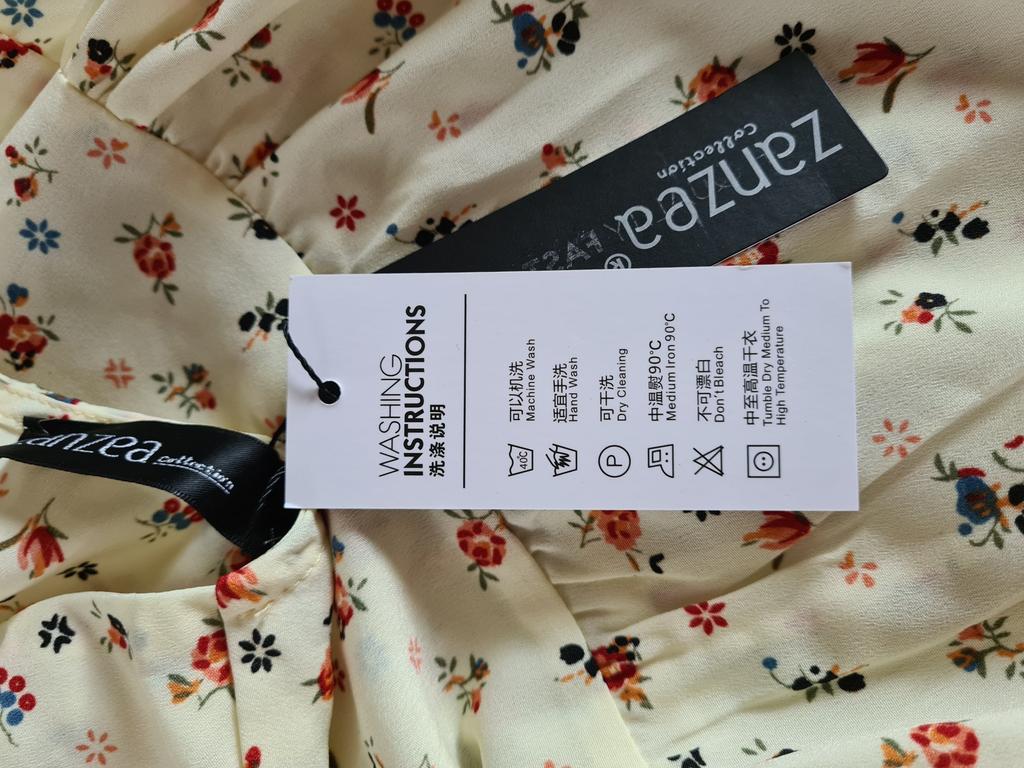 zanzea
Collection
®
WASHING
INSTRUCTIONS
洗涤说明
40℃
可以机洗
Machine Wash
适宜手洗
Hand Wash
P
可干洗
Dry Cleaning
中温熨90℃
Medium Iron 90℃
不可漂白
Don't Bleach
中至高温干衣
Tumble Dry Medium To
High Temperature
zanzea
collection